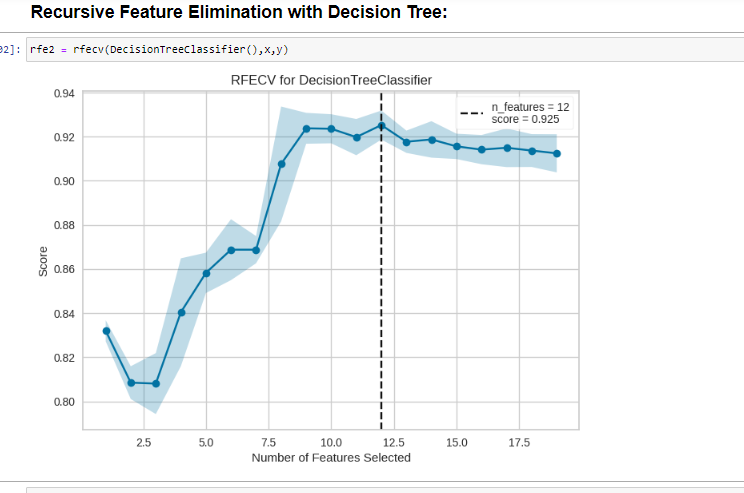 Recursive Feature Elimination with Decision Tree:
02]: rfe2 = rfecv(DecisionTreeClassifier(),x,y)
RFECV for DecisionTreeClassifier
n_features = 12
score = 0.925
0.94
0.92
0.90
0.88
0.86
0.84
0.82
0.80
Score
2.5 5.0 7.5 10.0 12.5 15.0 17.5
Number of Features Selected